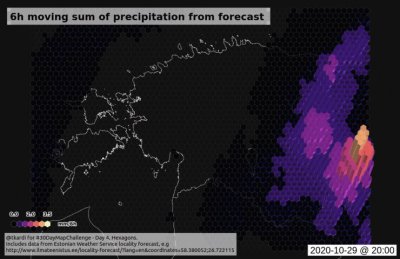 6h moving sum of precipitation from forecast
0.0 2.0 3.5
mm/6h
@tkardi for #30DayMapChallenge - Day 4. Hexagons.
Includes data from Estonian Weather Service locality forecast, e.g
http://www.ilmateenistus.ee/locality-forecast/?lang=en&coordinates=58.380052;26.722115
2020-10-29 @ 20:00